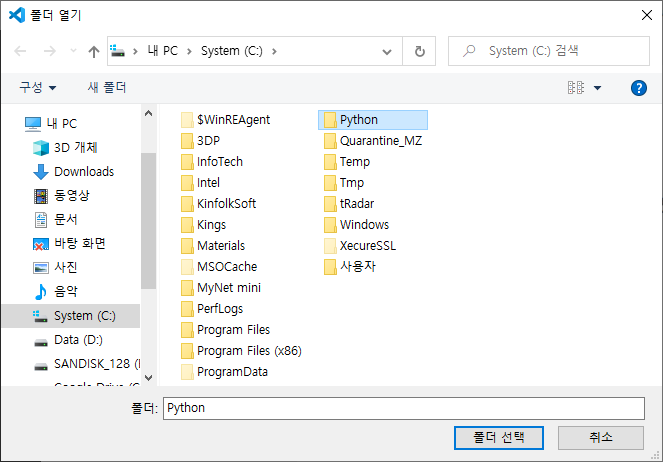 폴더 열기
내 PC > System (C:) >
System (C:) 검색
구성
새 폴더
내 PC
3D 개체
Downloads
동영상
문서
바탕 화면
사진
음악
System (C:)
Data (D:)
SANDISK_128 (
$WinREAgent
3DP
InfoTech
Intel
KinfolkSoft
Kings
Materials
MSOCache
MyNet mini
PerfLogs
Program Files
Program Files (x86)
ProgramData
Python
Quarantine_MZ
Temp
Tmp
tRadar
Windows
XecureSSL
사용자
폴더: Python
폴더 선택
취소